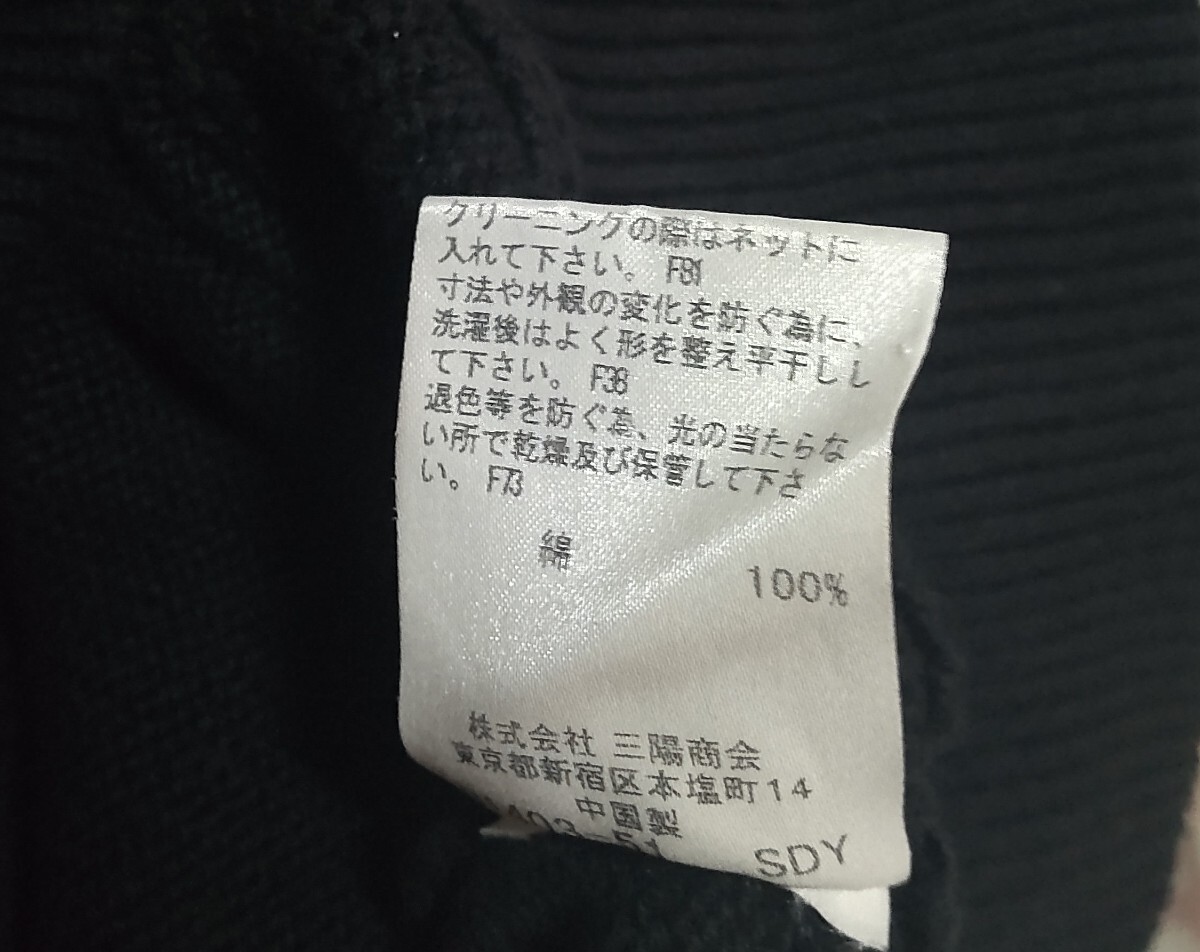 クリーニングの際はネットに
入れて下さい。 F81
寸法や外観の変化を防ぐ為に、
洗濯後はよく形を整え平干しし
て下さい。 F38
退色等を防ぐ為、光の当たらな
い所で乾燥及び保管して下さ
い。 F73
綿
100%
株式会社 三陽商会
東京都新宿区本塩町14
中国製
SDY